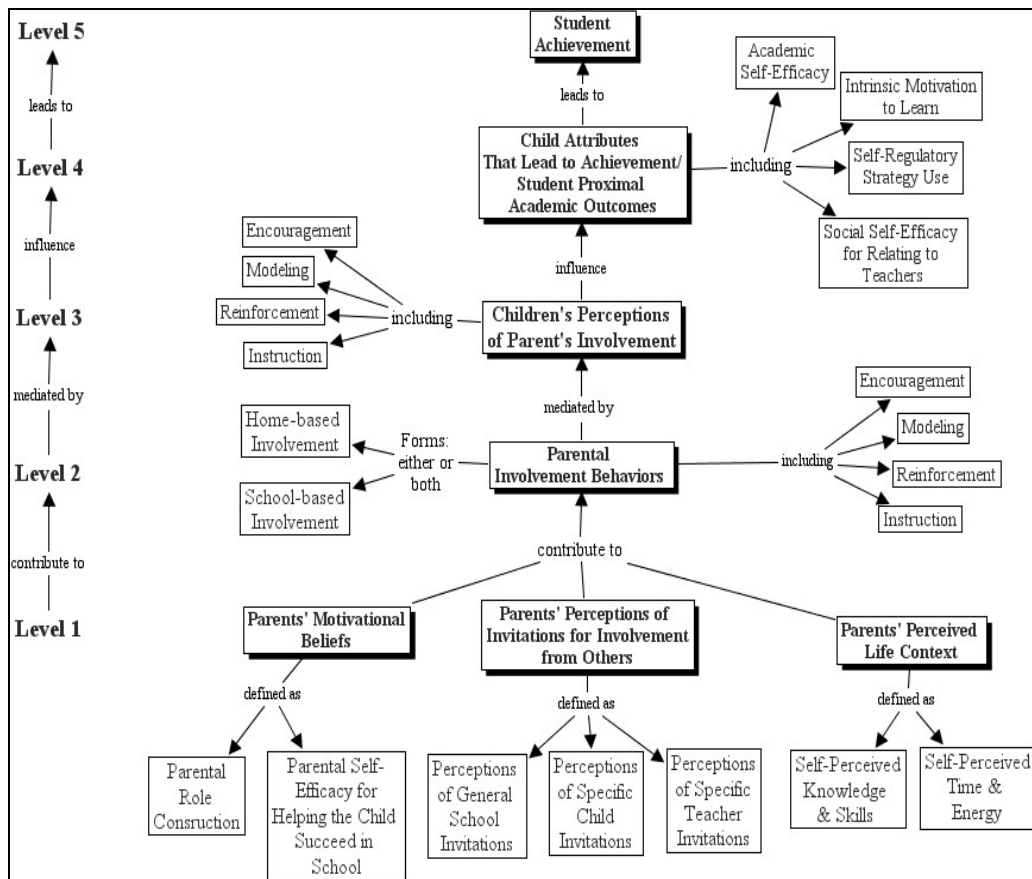 Level 5
leads to
Level 4
influence
Level 3
mediated by
Level 2
contribute to
Level 1
Student
Achievement
leads to
Child Attributes
That Lead to Achievement/
Student Proximal
Academic Outcomes
including
Academic
Self-Efficacy
Intrinsic Motivation
to Learn
Self-Regulatory
Strategy Use
Social Self-Efficacy
for Relating to
Teachers
influence
Children's Perceptions
of Parent's Involvement
including
Encouragement
Modeling
Reinforcement
Instruction
mediated by
Parental
Involvement Behaviors
Forms:
either or
both
Home-based
Involvement
School-based
Involvement
including
Encouragement
Modeling
Reinforcement
Instruction
contribute to
Parents' Motivational
Beliefs
defined as
Parental
Role
Consruction
Parental Self-
Efficacy for
Helping the Child
Succeed in
School
Parents' Perceptions of
Invitations for Involvement
from Others
defined as
Perceptions
of General
School
Invitations
Perceptions
of Specific
Child
Invitations
Perceptions
of Specific
Teacher
Invitations
Parents' Perceived
Life Context
defined as
Self-Perceived
Knowledge
& Skills
Self-Perceived
Time &
Energy